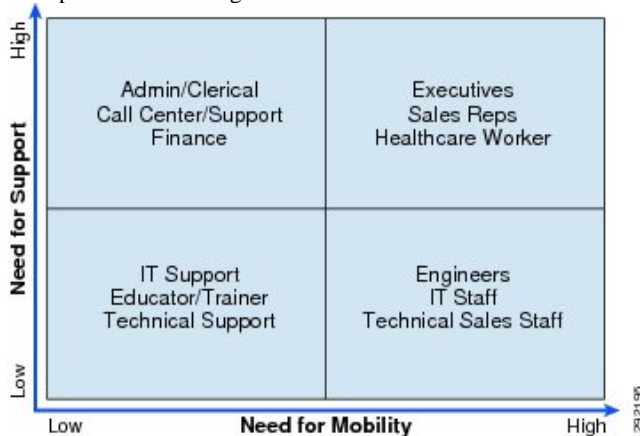 High
Admin/Clerical
Call Center/Support
Finance
Executives
Sales Reps
Healthcare Worker
Need for Support
IT Support
Educator/Trainer
Technical Support
Engineers
IT Staff
Technical Sales Staff
Low
Low
Need for Mobility
High
292195